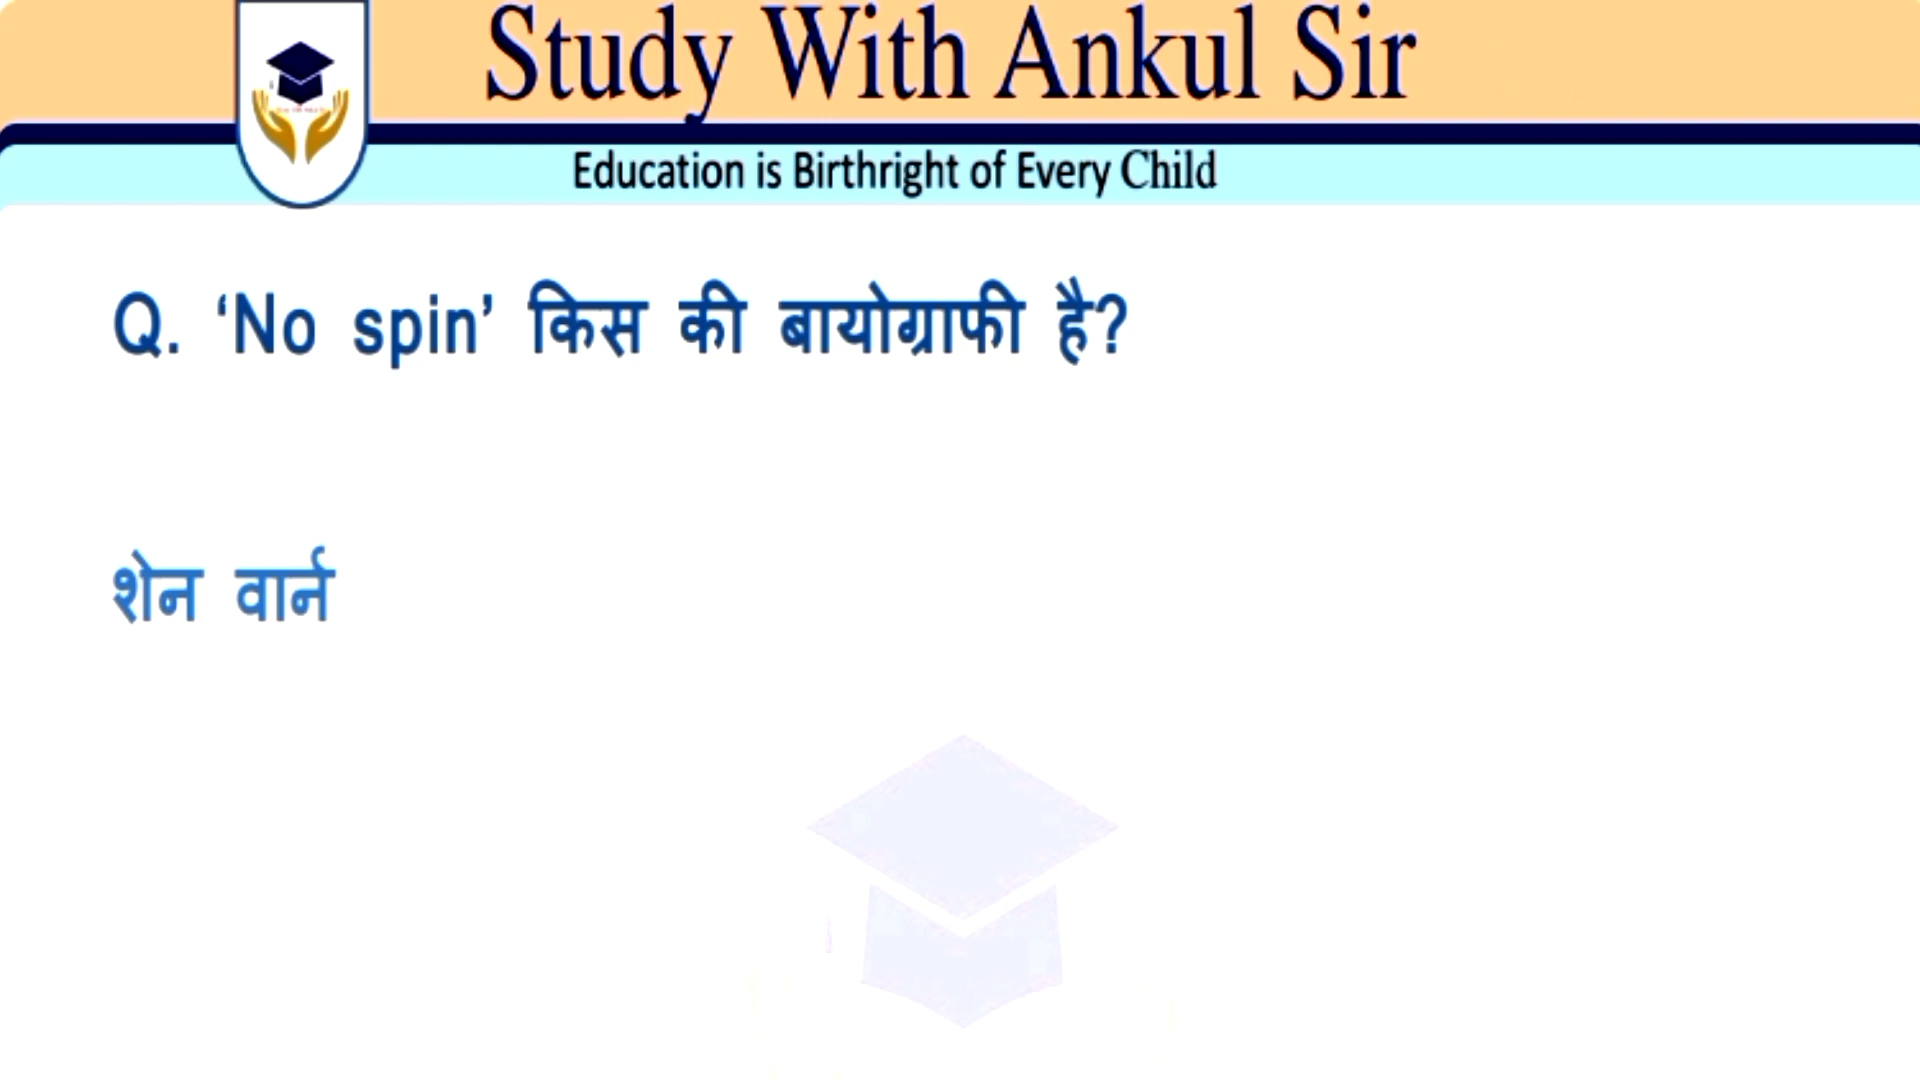 Study With Ankul Sir
Education is Birthright of Every Child
Q. ‘No spin’ किस की बायोग्राफी है?
शेन वार्न